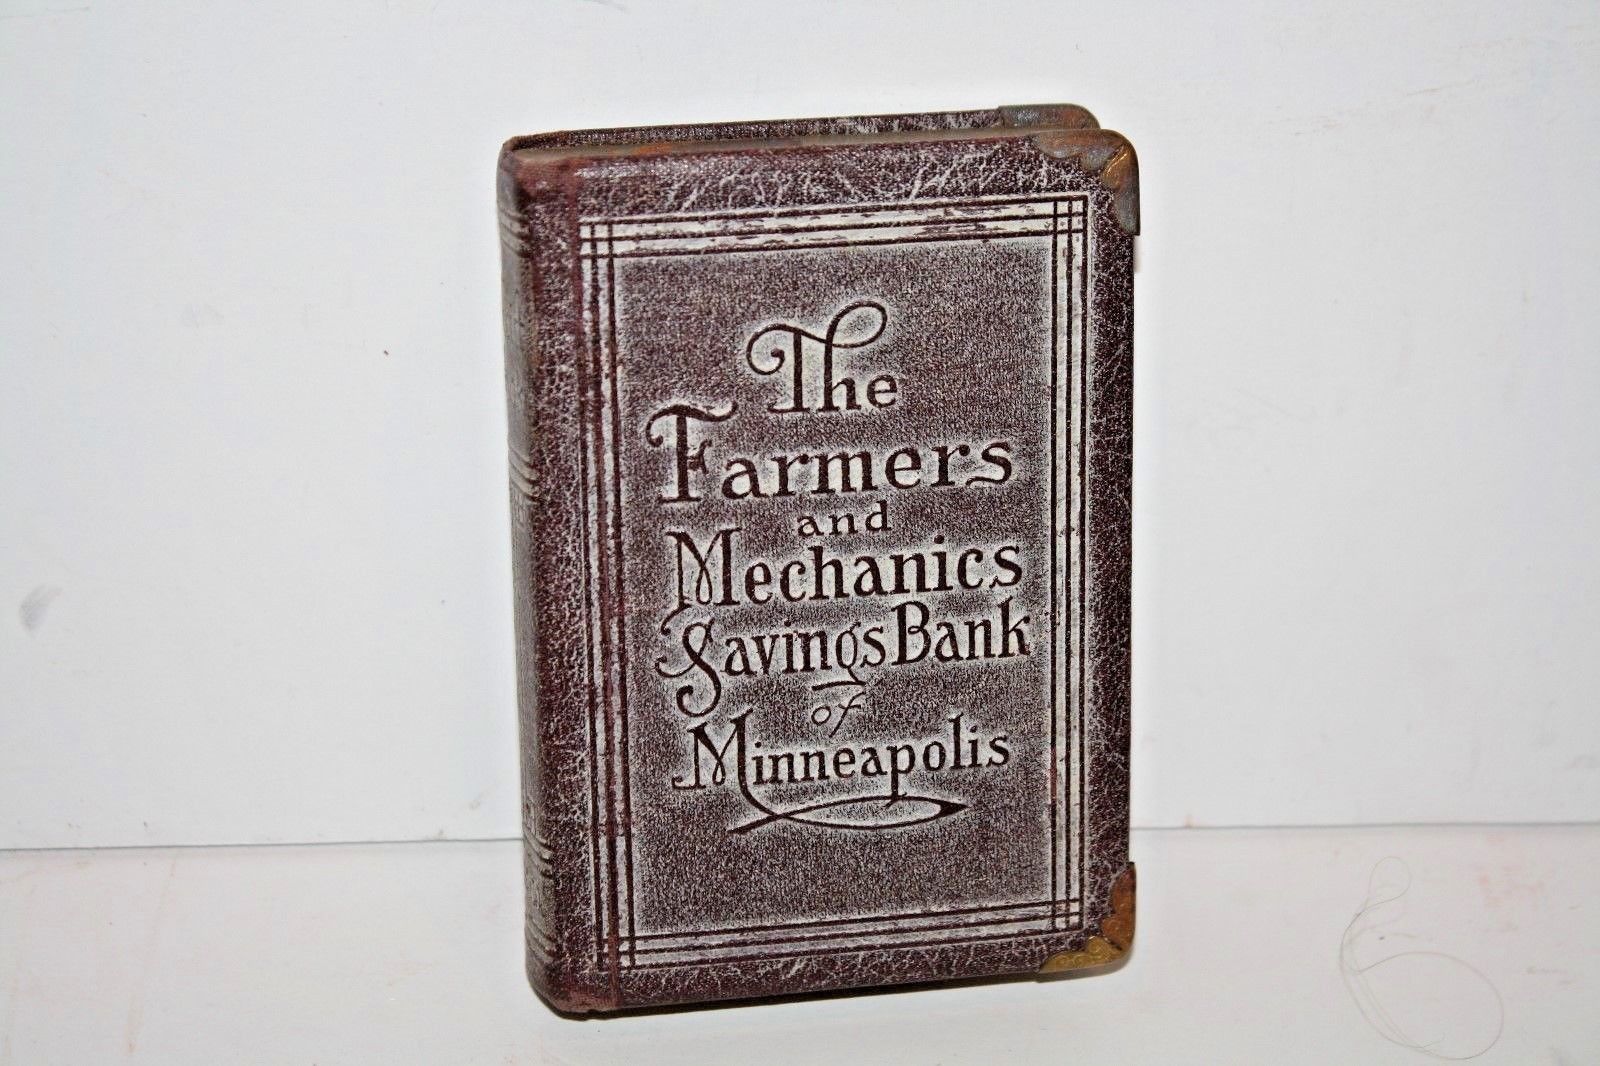 The
Farmers
and
Mechanics
Savings Bank
of
Minneapolis